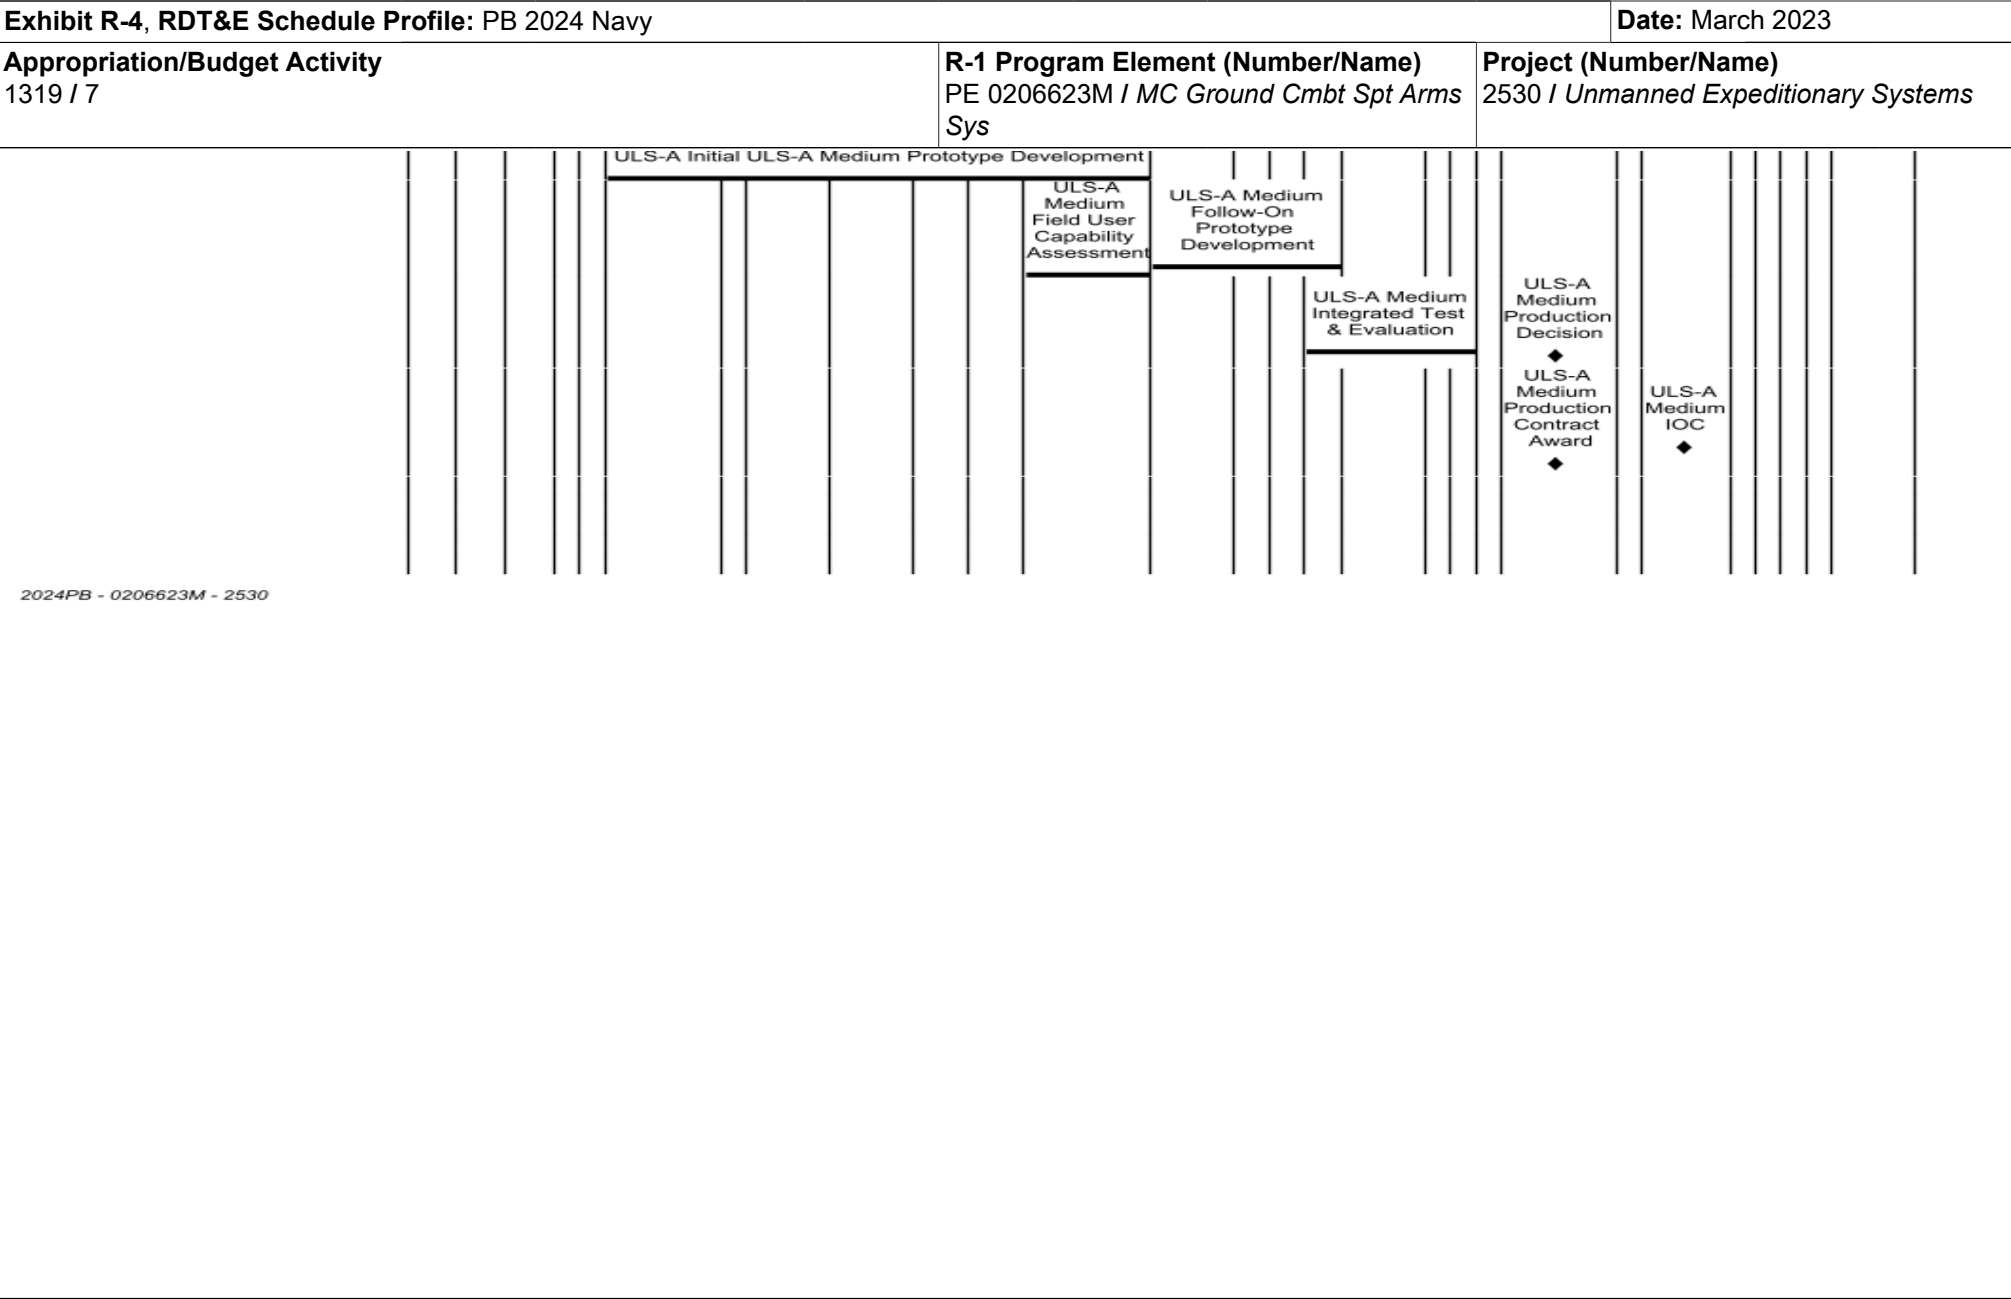 Exhibit R-4, RDT&E Schedule Profile: PB 2024 Navy
Date: March 2023
Appropriation/Budget Activity
1319 / 7
R-1 Program Element (Number/Name)
PE 0206623M / MC Ground Cmbt Spt Arms
Sys
Project (Number/Name)
2530 / Unmanned Expeditionary Systems
ULS-A Initial ULS-A Medium Prototype Development
ULS-A
Medium
Field User
Capability
Assessment
ULS-A Medium
Follow-On
Prototype
Development
ULS-A Medium
Integrated Test
& Evaluation
ULS-A
Medium
Production
Decision
ULS-A
Medium
Production
Contract
Award
ULS-A
Medium
IOC
2024PB - 0206623M - 2530